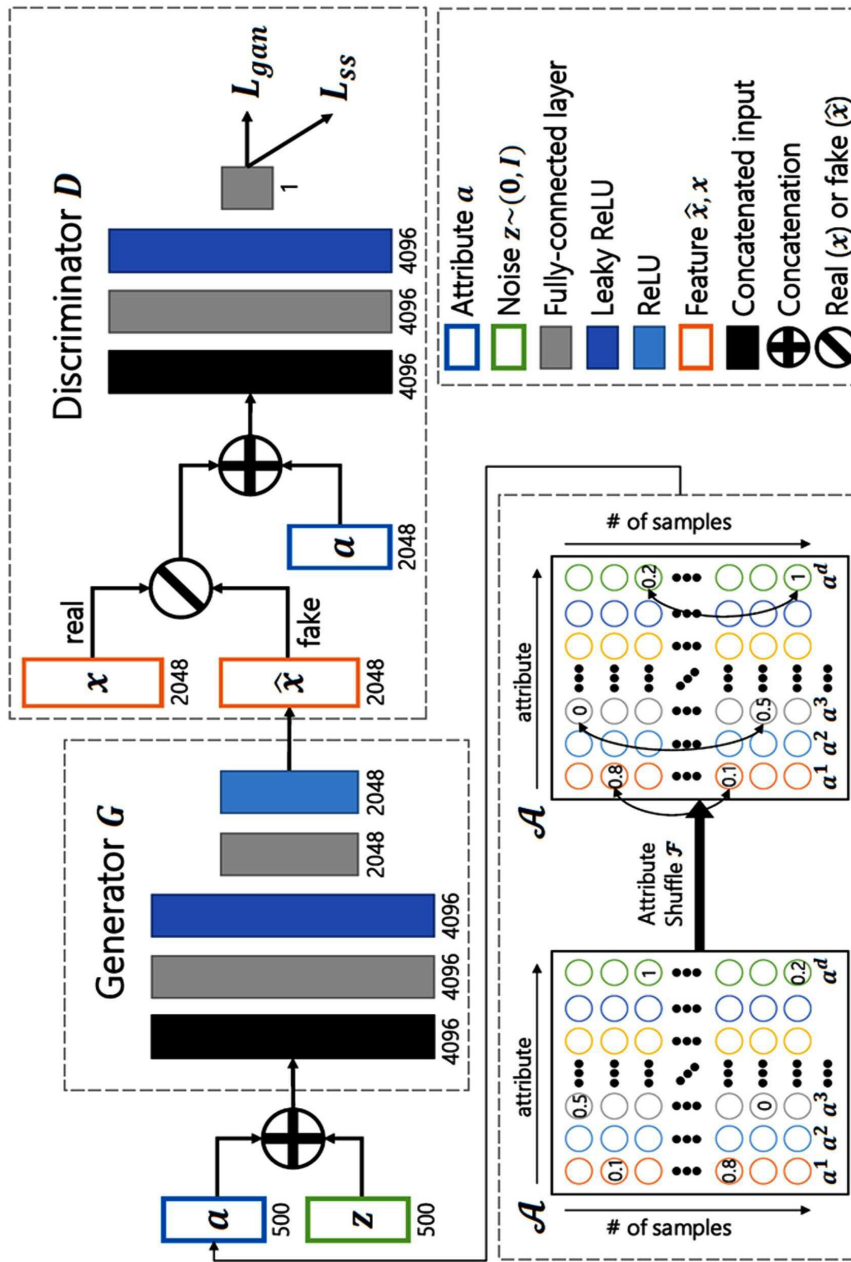 Generator G
Discriminator D
a
500
z
500
4096
4096
4096
2048
2048
x
2048
real
x̂
2048
fake
a
2048
4096
4096
4096
1
L_gan
L_ss
𝒜
attribute
# of samples
0.5
0.1
1
0.8
0
0.2
a¹ a² a³ a^d
Attribute
Shuffle ℱ
𝒜
attribute
# of samples
0
0.8
0.2
0.1
0.5
1
a¹ a² a³ a^d
Attribute a
Noise z~(0, I)
Fully-connected layer
Leaky ReLU
ReLU
Feature x̂, x
Concatenated input
Concatenation
Real (x) or fake (x̂)